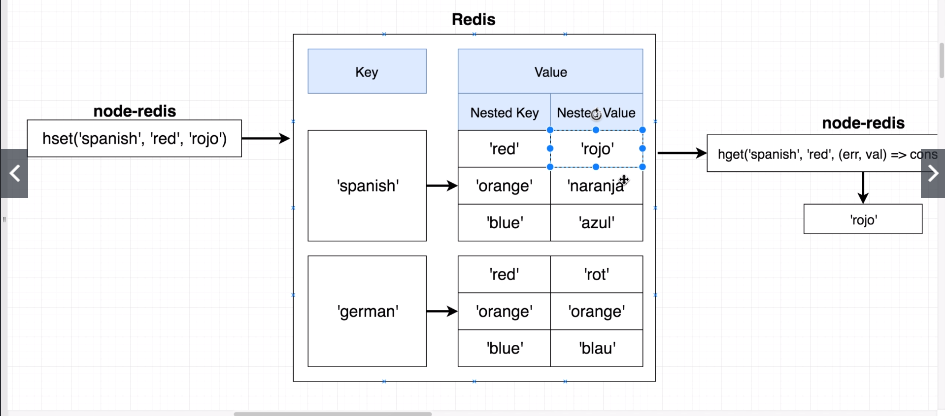 Redis
Key
Value
Nested Key
Nested Value
node-redis
hset('spanish', 'red', 'rojo')
'spanish'
'red'
'rojo'
'orange'
'naranja'
'blue'
'azul'
'german'
'red'
'rot'
'orange'
'orange'
'blue'
'blau'
node-redis
hget('spanish', 'red', (err, val) => cons
'rojo'